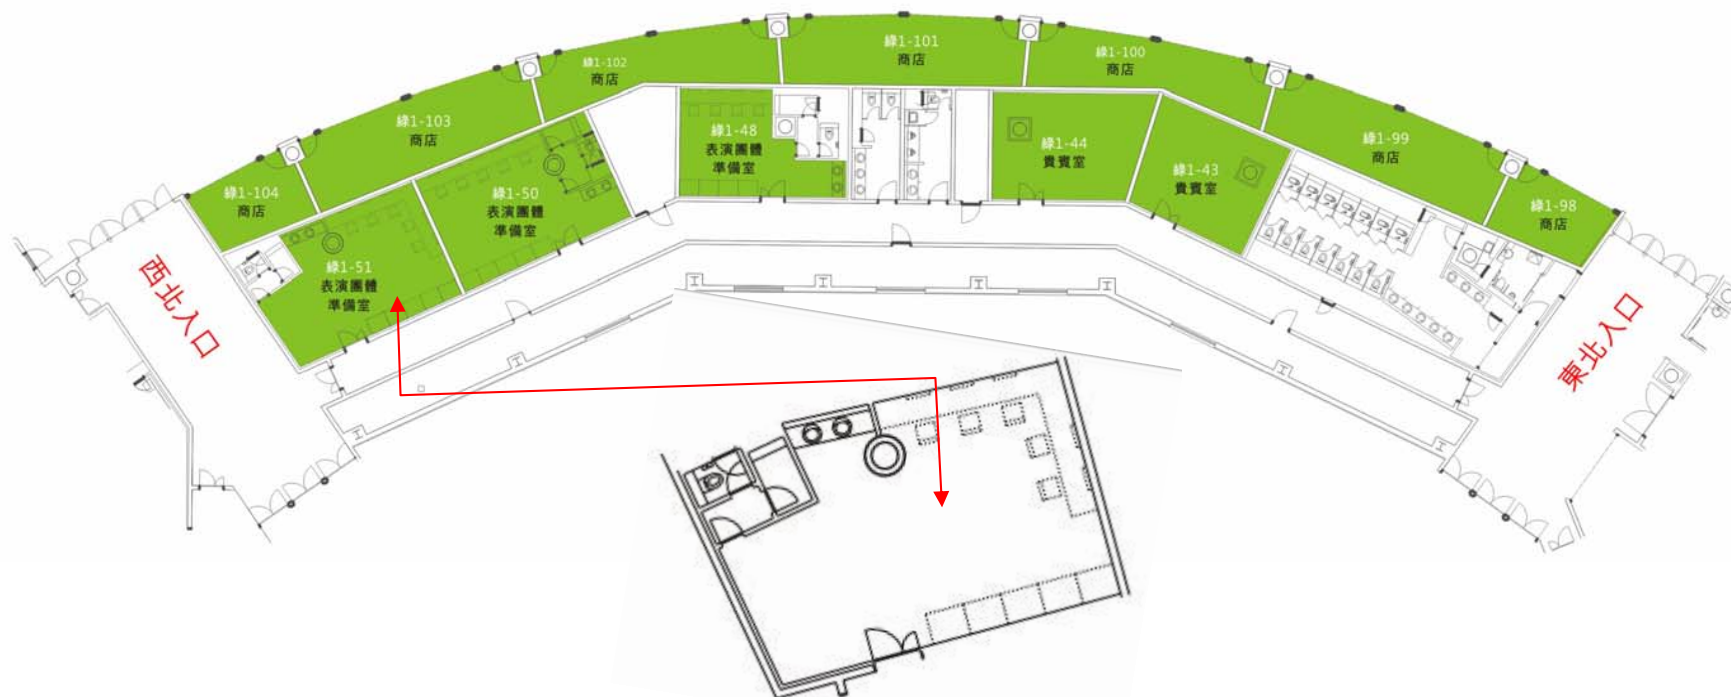 綠1-104
商店
綠1-103
商店
綠1-102
商店
綠1-101
商店
綠1-100
商店
綠1-99
商店
綠1-98
商店
綠1-51
表演團體
準備室
綠1-50
表演團體
準備室
綠1-48
表演團體
準備室
綠1-44
貴賓室
綠1-43
貴賓室
西北入口
東北入口